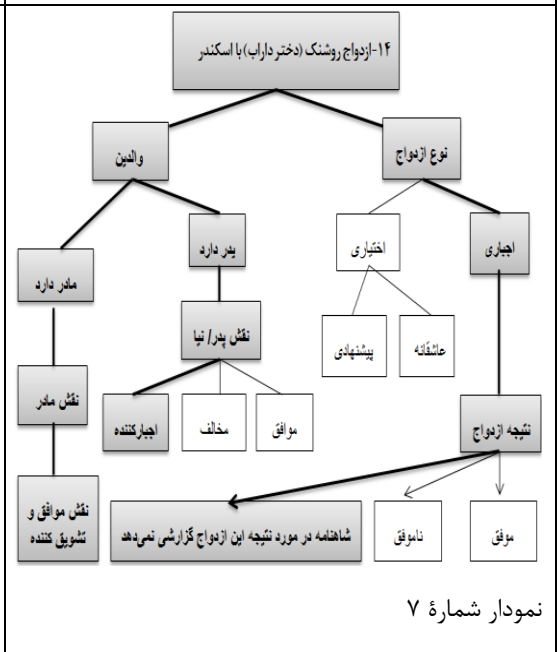 ۱۴-ازدواج روشنک (دختر داراب) با اسکندر
نوع ازدواج
والدین
اجباری
اختیاری
پدر دارد
مادر دارد
عاشقانه
پیشنهادی
نقش پدر/ نیا
نقش مادر
نتیجه ازدواج
موافق
مخالف
اجبارکننده
موفق
ناموفق
شاهنامه در مورد نتیجه این ازدواج گزارشی نمی‌دهد
نقش موافق و
تشویق کننده
نمودار شمارهٔ ۷